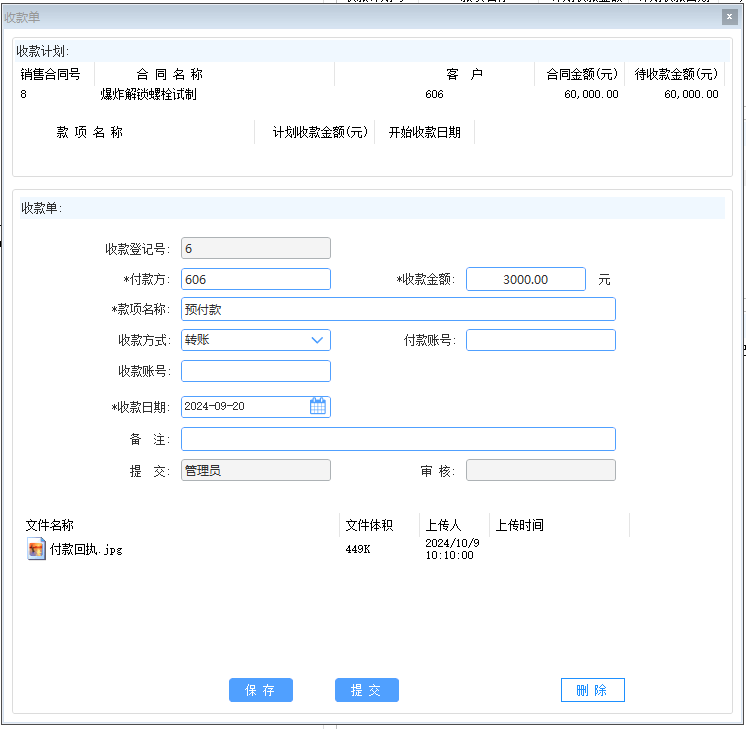 收款单
收款计划:
销售合同号 合 同 名 称 客 户 合同金额(元) 待收款金额(元)
8 爆炸解锁螺栓试制 606 60,000.00 60,000.00
款 项 名 称 计划收款金额(元) 开始收款日期
收款单:
收款登记号: 6
*付款方: 606 *收款金额: 3000.00 元
*款项名称: 预付款
收款方式: 转账 付款账号:
收款账号:
*收款日期: 2024-09-20
备 注:
提 交: 管理员 审 核:
文件名称 文件体积 上传人 上传时间
付款回执.jpg 449K 2024/10/9
10:10:00
保 存 提 交 删 除